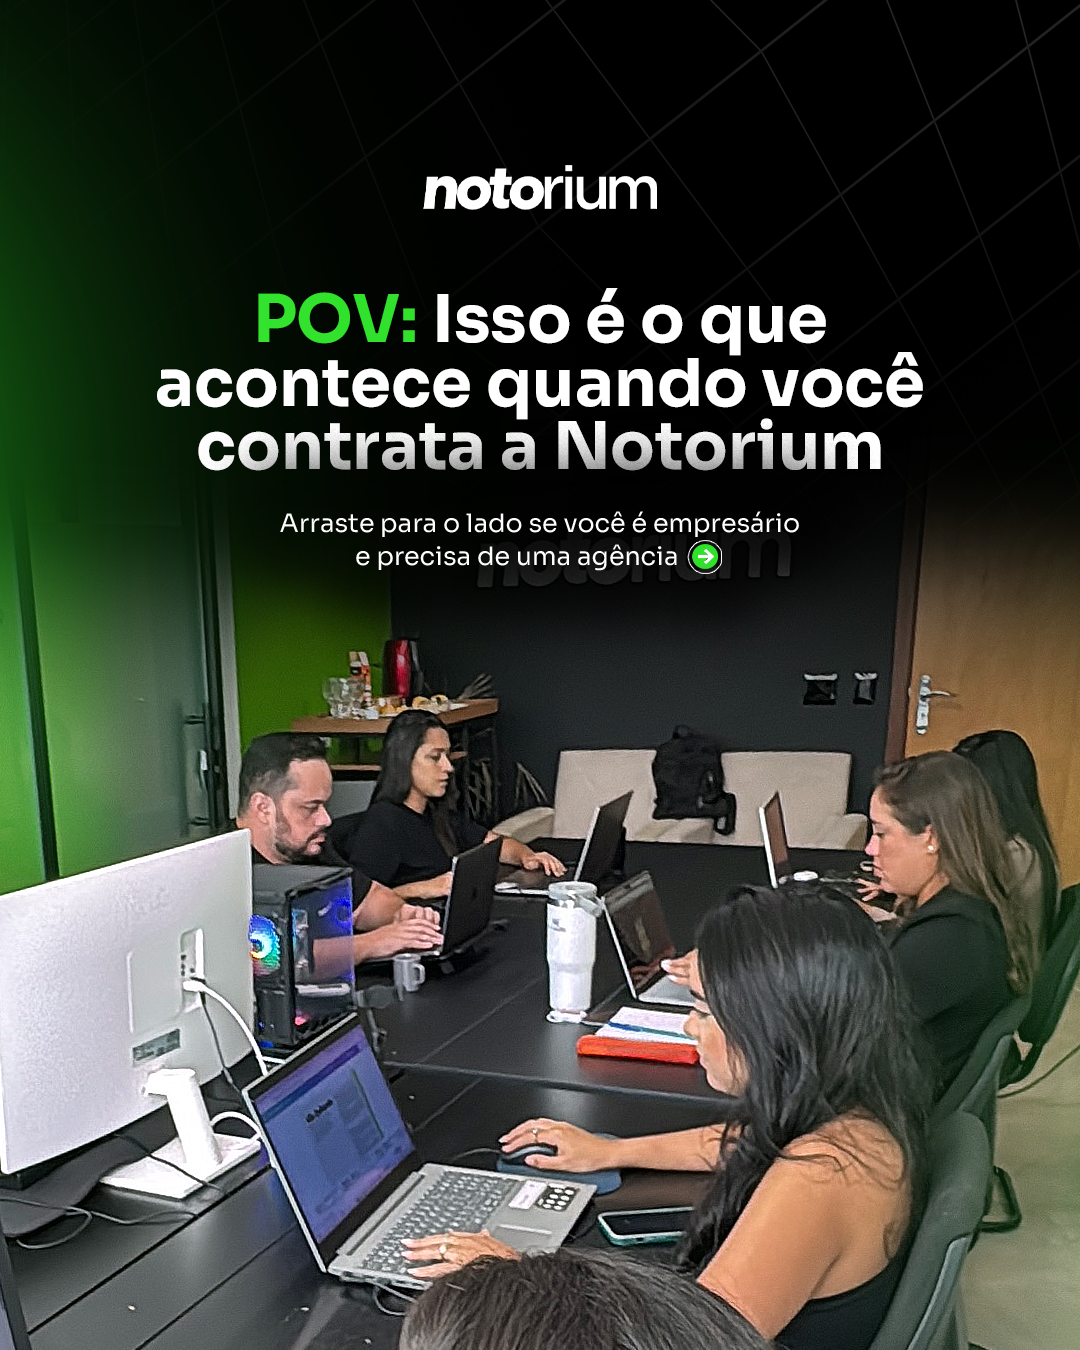 notorium
POV: Isso é o que
acontece quando você
contrata a Notorium
Arraste para o lado se você é empresário
e precisa de uma agência
notorium